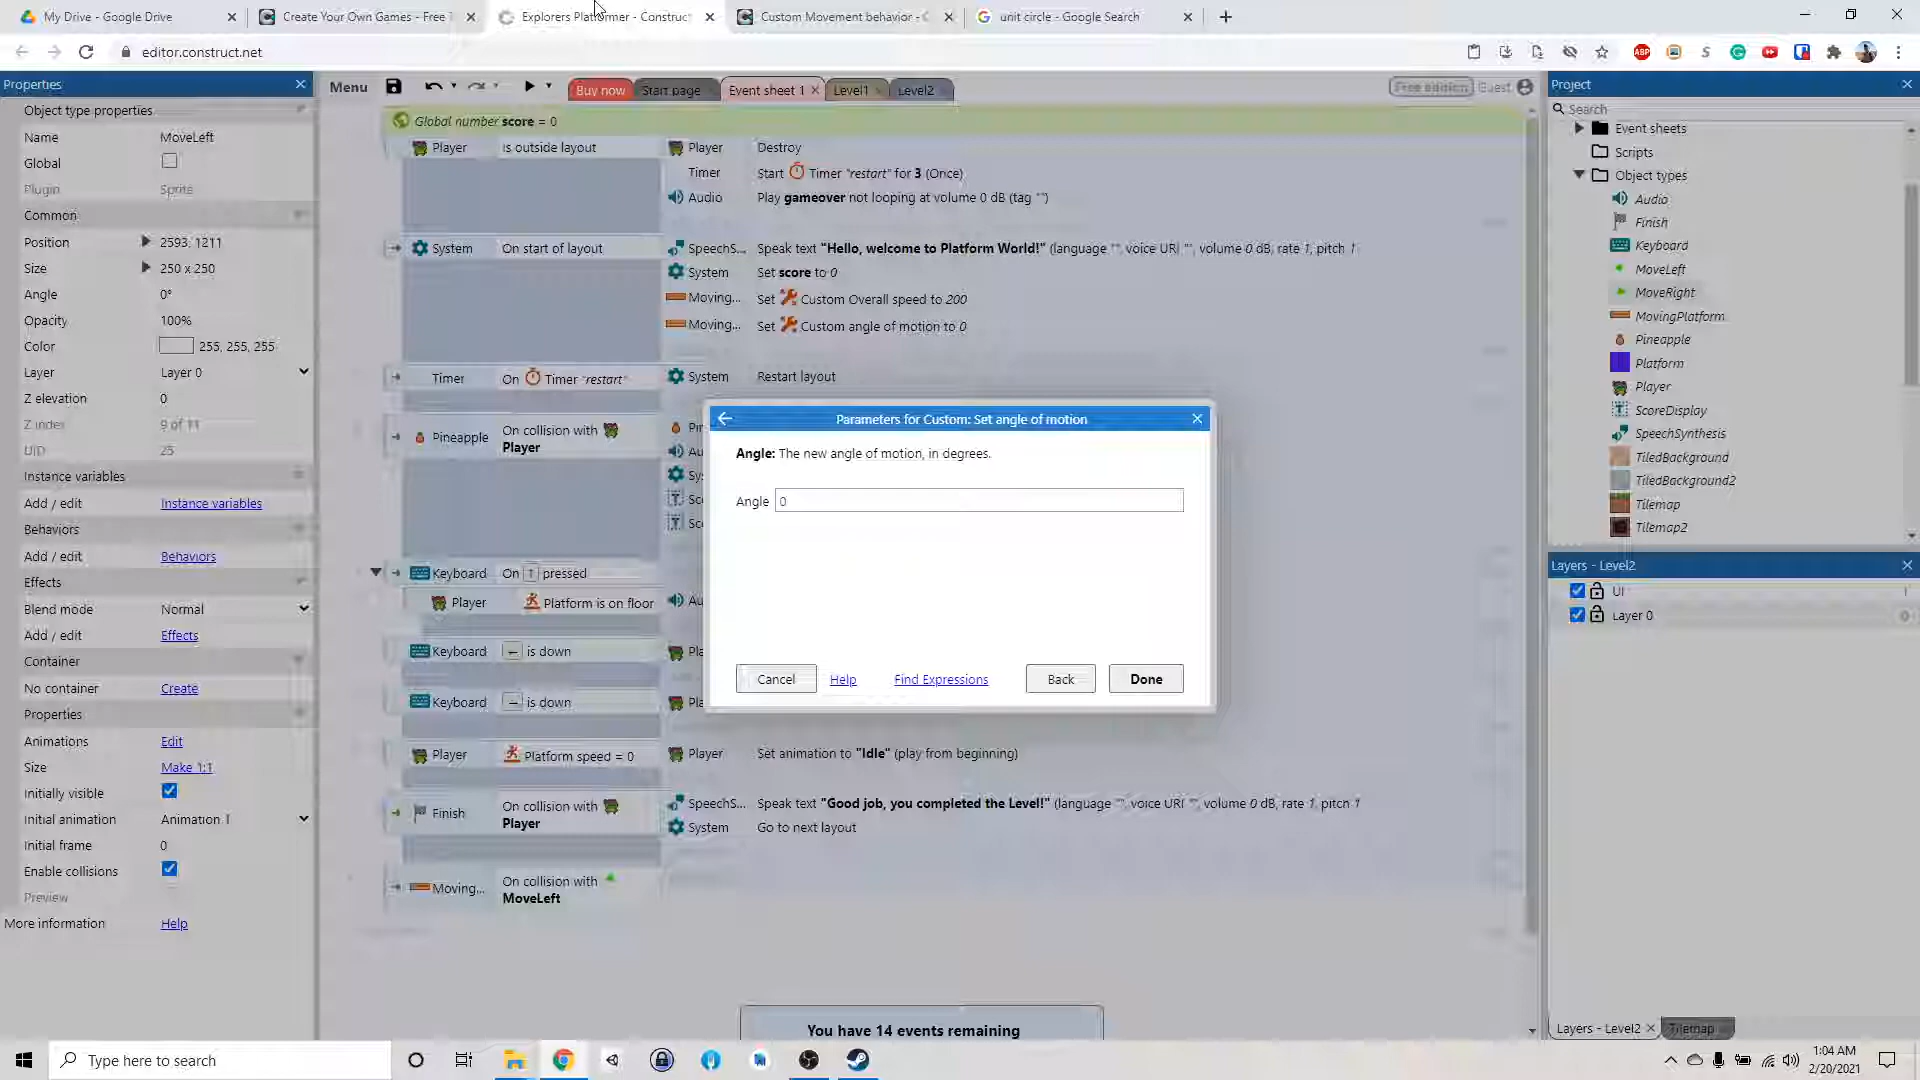 My Drive - Google Drive
Create Your Own Games - Free
Explorers Platformer - Construct
Custom Movement behavior - C
unit circle - Google Search
editor.construct.net
Properties
Object type properties
Name MoveLeft
Global
Plugin Sprite
Common
Position 2593, 1211
Size 250 x 250
Angle 0°
Opacity 100%
Color 255, 255, 255
Layer Layer 0
Z elevation 0
Z index 9 of 11
UID 25
Instance variables
Add / edit Instance variables
Behaviors
Add / edit Behaviors
Effects
Blend mode Normal
Add / edit Effects
Container
No container Create
Properties
Animations Edit
Size Make 1:1
Initially visible
Initial animation Animation 1
Initial frame 0
Enable collisions
Preview
More information Help
Menu
Buy now
Start page
Event sheet 1
Level1
Level2
Free edition
Guest
Global number score = 0
Player is outside layout
Player Destroy
Timer Start Timer "restart" for 3 (Once)
Audio Play gameover not looping at volume 0 dB (tag "")
System On start of layout
SpeechS... Speak text "Hello, welcome to Platform World!" (language "", voice URI "", volume 0 dB, rate 1, pitch 1
System Set score to 0
Moving... Set Custom Overall speed to 200
Moving... Set Custom angle of motion to 0
Timer On Timer "restart"
System Restart layout
Pineapple On collision with
Player
Keyboard On ↑ pressed
Player Platform is on floor
Keyboard ← is down
Keyboard → is down
Player Platform speed = 0
Player Set animation to "Idle" (play from beginning)
Finish On collision with
Player
SpeechS... Speak text "Good job, you completed the Level!" (language "", voice URI "", volume 0 dB, rate 1, pitch 1
System Go to next layout
Moving... On collision with
MoveLeft
You have 14 events remaining
Parameters for Custom: Set angle of motion
Angle: The new angle of motion, in degrees.
Angle 0
Cancel
Help
Find Expressions
Back
Done
Project
Search
Event sheets
Scripts
Object types
Audio
Finish
Keyboard
MoveLeft
MoveRight
MovingPlatform
Pineapple
Platform
Player
ScoreDisplay
SpeechSynthesis
TiledBackground
TiledBackground2
Tilemap
Tilemap2
Layers - Level2
UI 1
Layer 0 0
Layers - Level2
Tilemap
Type here to search
1:04 AM
2/20/2021